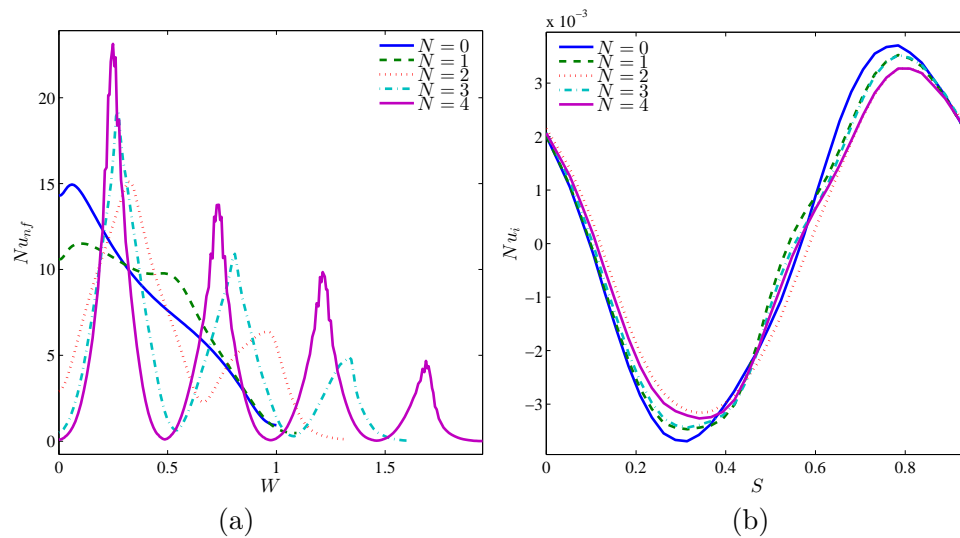 x 10⁻³
N = 0
N = 1
N = 2
N = 3
N = 4
20
15
10
5
0
Nu_nf
0
0.5
1
1.5
W
(a)
N = 0
N = 1
N = 2
N = 3
N = 4
3
2
1
0
−1
−2
−3
Nu_i
0
0.2
0.4
0.6
0.8
S
(b)